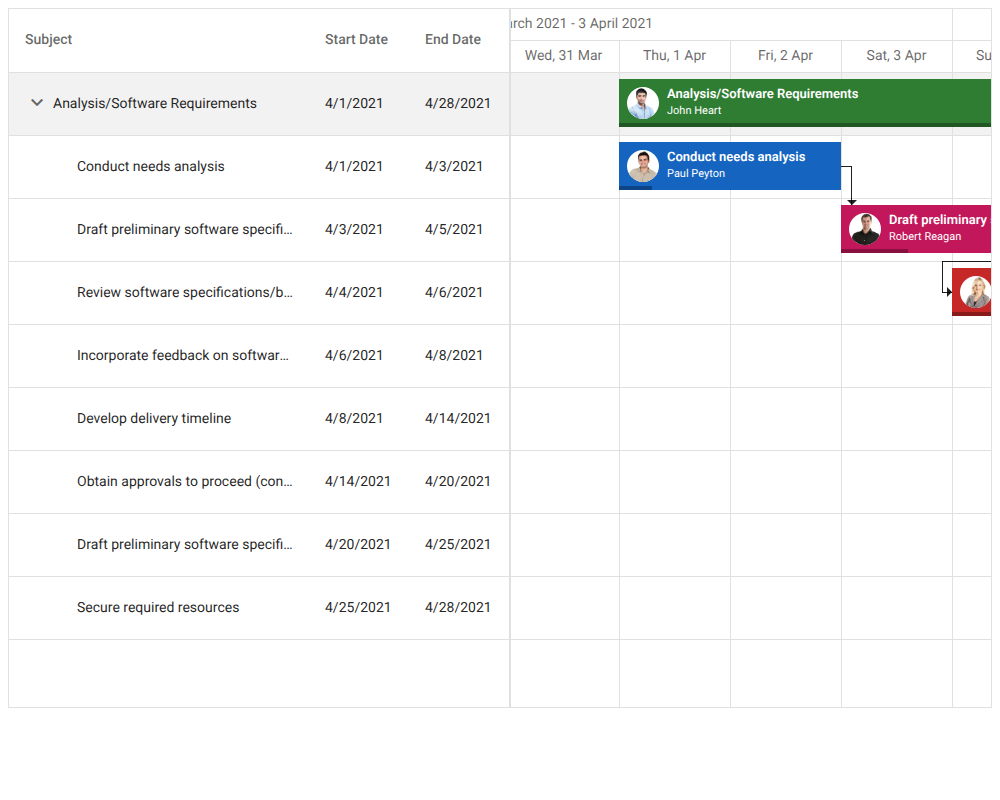 Subject Start Date End Date
2021 - 3 April 2021
Wed, 31 Mar Thu, 1 Apr Fri, 2 Apr Sat, 3 Apr
Analysis/Software Requirements 4/1/2021 4/28/2021
Analysis/Software Requirements
John Heart
Conduct needs analysis 4/1/2021 4/3/2021
Conduct needs analysis
Paul Peyton
Draft preliminary software specifi... 4/3/2021 4/5/2021
Draft preliminary
Robert Reagan
Review software specifications/b... 4/4/2021 4/6/2021
Incorporate feedback on softwar... 4/6/2021 4/8/2021
Develop delivery timeline 4/8/2021 4/14/2021
Obtain approvals to proceed (con... 4/14/2021 4/20/2021
Draft preliminary software specifi... 4/20/2021 4/25/2021
Secure required resources 4/25/2021 4/28/2021